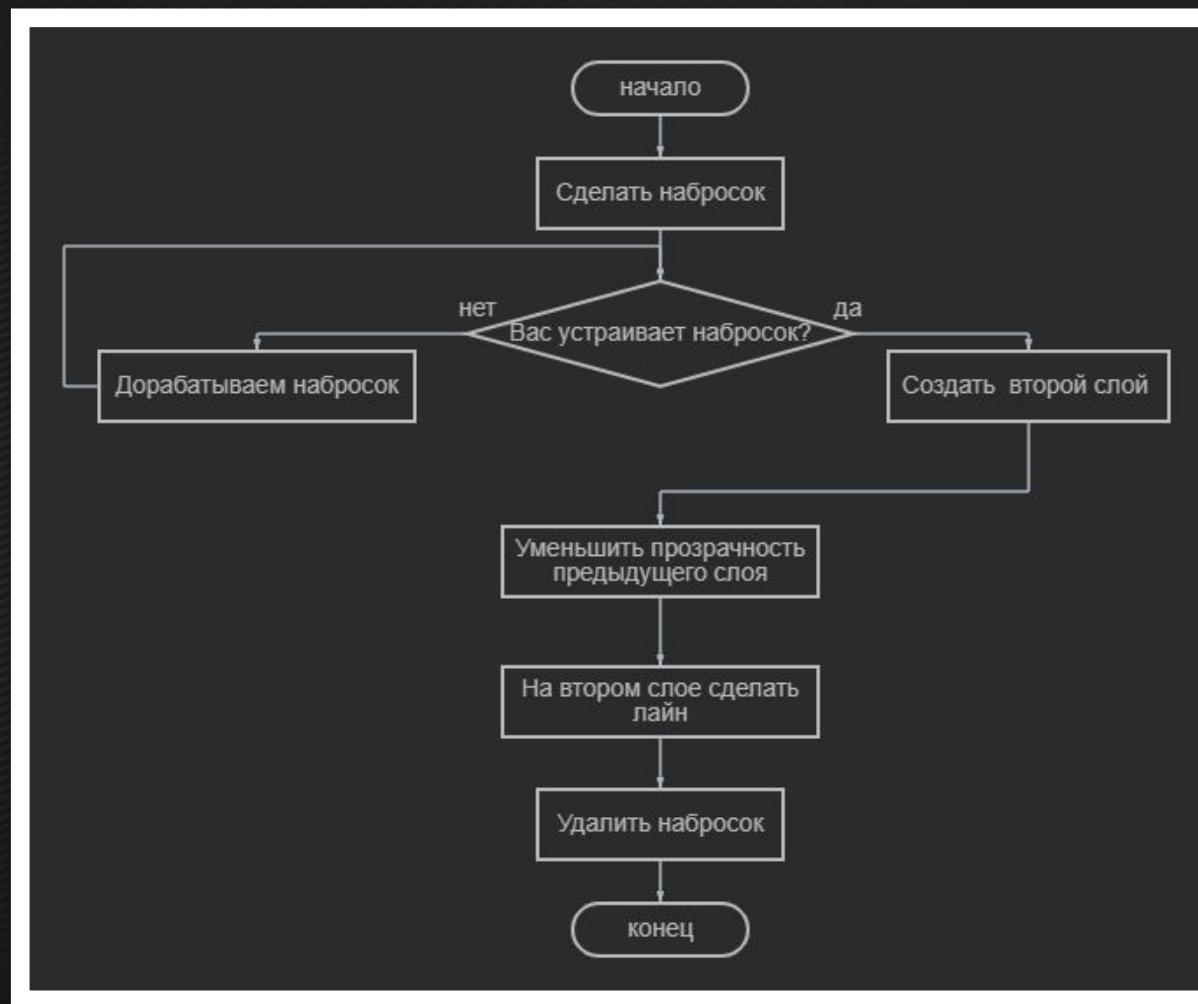 начало
Сделать набросок
нет
да
Вас устраивает набросок?
Дорабатываем набросок
Создать второй слой
Уменьшить прозрачность
предыдущего слоя
На втором слое сделать
лайн
Удалить набросок
конец